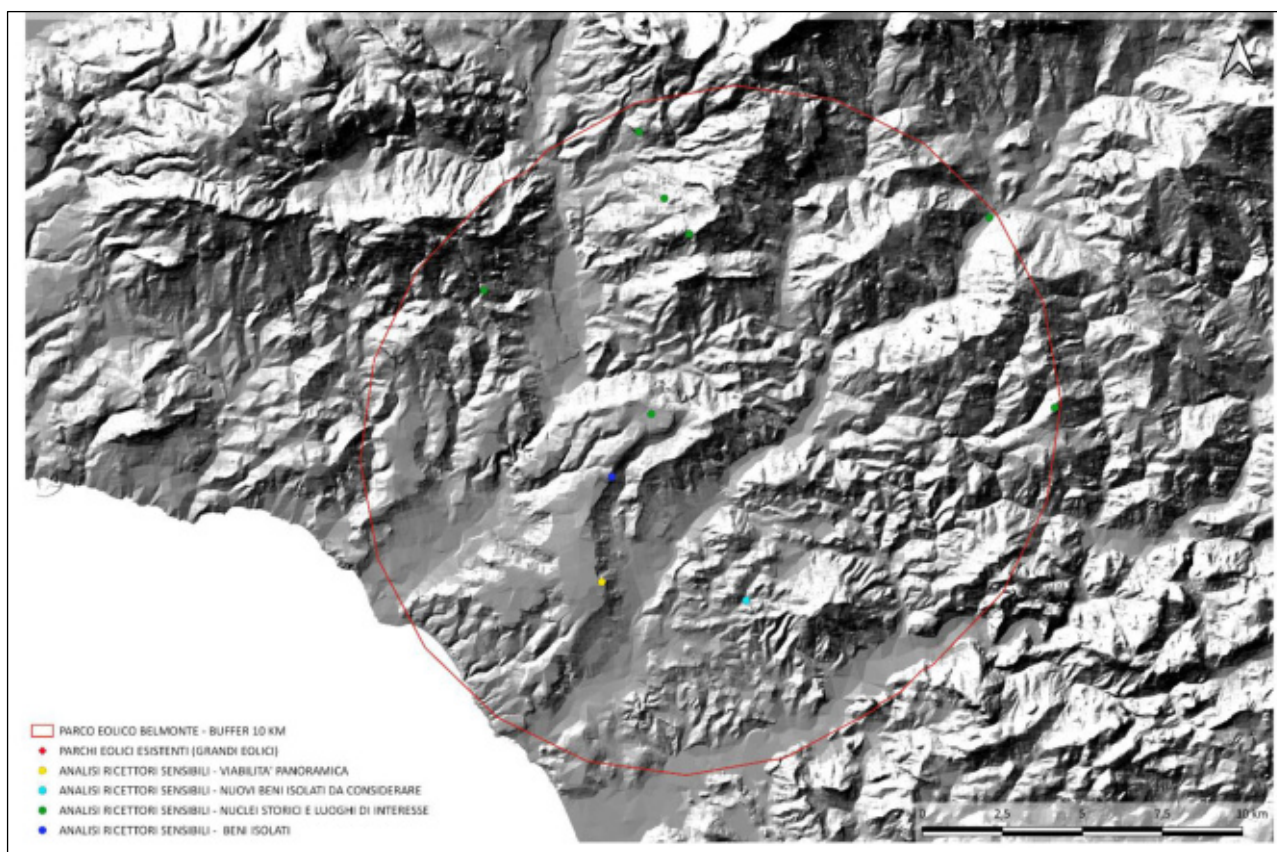 PARCO EOLICO BELMONTE - BUFFER 10 KM
PARCHI EOLICI ESISTENTI (GRANDI EOLICI)
ANALISI RICETTORI SENSIBILI - VIABILITA' PANORAMICA
ANALISI RICETTORI SENSIBILI - NUOVI BENI ISOLATI DA CONSIDERARE
ANALISI RICETTORI SENSIBILI - NUCLEI STORICI E LUOGHI DI INTERESSE
ANALISI RICETTORI SENSIBILI - BENI ISOLATI
0 2,5 5 7,5 10 km